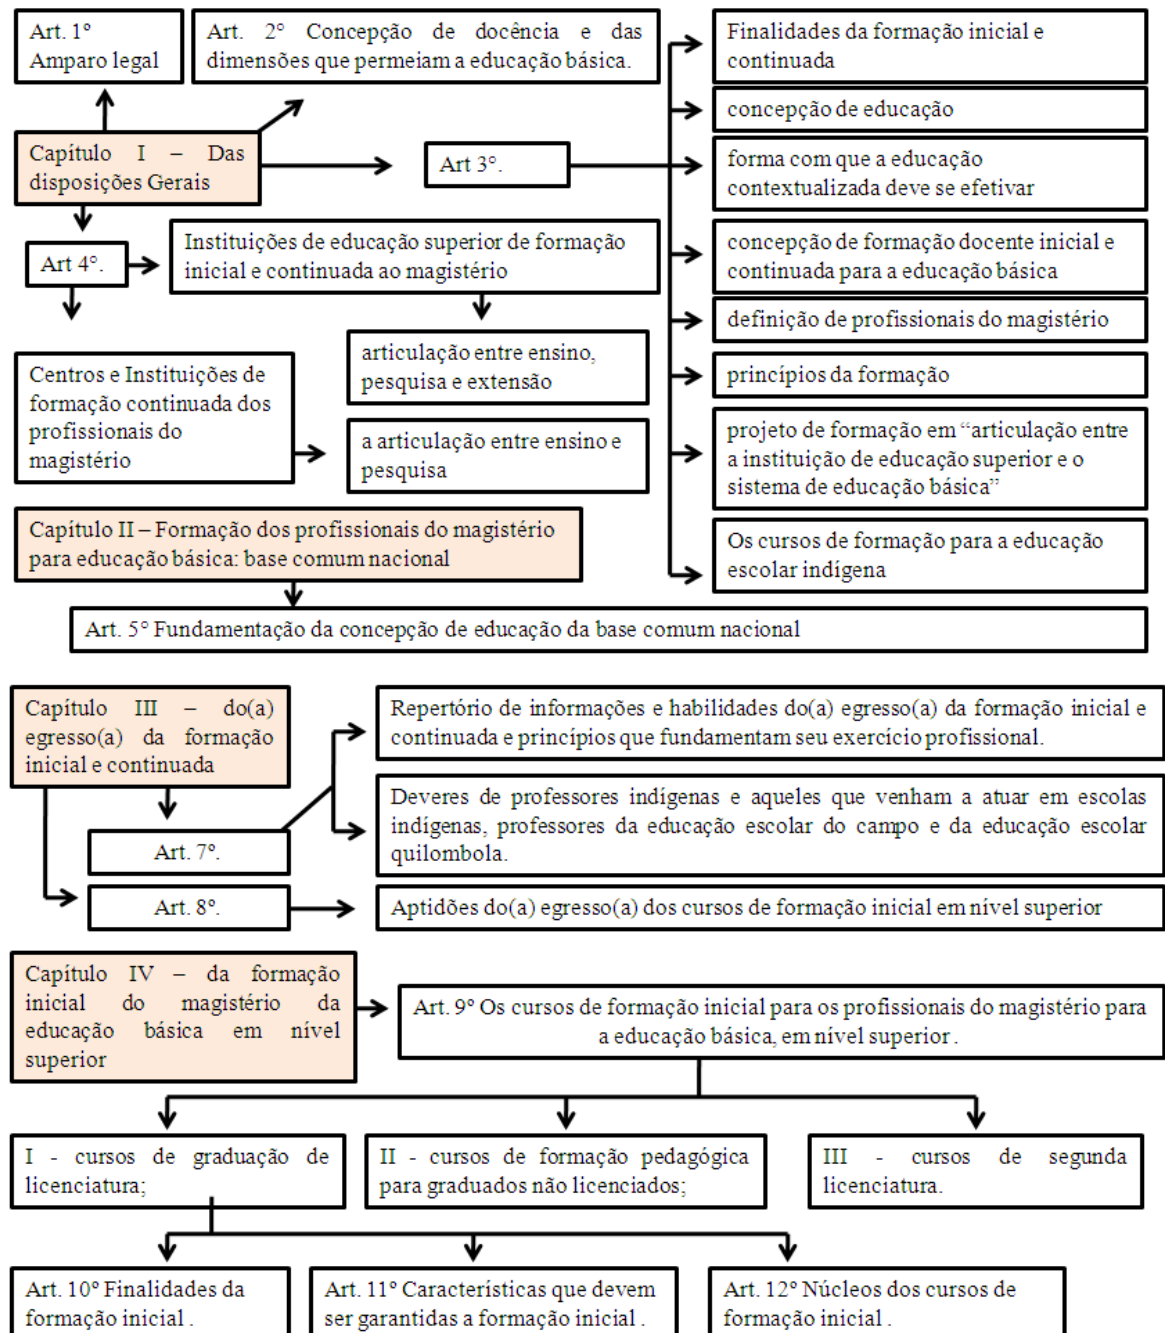 Art. 1º
Amparo legal
Art. 2° Concepção de docência e das
dimensões que permeiam a educação básica.
Finalidades da formação inicial e
continuada
concepção de educação
Capítulo I – Das
disposições Gerais
Art 3°.
forma com que a educação
contextualizada deve se efetivar
Art 4°.
Instituições de educação superior de formação
inicial e continuada ao magistério
concepção de formação docente inicial e
continuada para a educação básica
definição de profissionais do magistério
Centros e Instituições de
formação continuada dos
profissionais do
magistério
articulação entre ensino,
pesquisa e extensão
a articulação entre ensino e
pesquisa
princípios da formação
projeto de formação em “articulação entre
a instituição de educação superior e o
sistema de educação básica”
Os cursos de formação para a educação
escolar indígena
Capítulo II – Formação dos profissionais do magistério
para educação básica: base comum nacional
Art. 5° Fundamentação da concepção de educação da base comum nacional
Capítulo III – do(a)
egresso(a) da formação
inicial e continuada
Repertório de informações e habilidades do(a) egresso(a) da formação inicial e
continuada e princípios que fundamentam seu exercício profissional.
Deveres de professores indígenas e aqueles que venham a atuar em escolas
indígenas, professores da educação escolar do campo e da educação escolar
quilombola.
Art. 7º.
Art. 8º.
Aptidões do(a) egresso(a) dos cursos de formação inicial em nível superior
Capítulo IV – da formação
inicial do magistério da
educação básica em nível
superior
Art. 9º Os cursos de formação inicial para os profissionais do magistério para
a educação básica, em nível superior .
I - cursos de graduação de
licenciatura;
II - cursos de formação pedagógica
para graduados não licenciados;
III - cursos de segunda
licenciatura.
Art. 10º Finalidades da
formação inicial .
Art. 11º Características que devem
ser garantidas a formação inicial .
Art. 12º Núcleos dos cursos de
formação inicial .